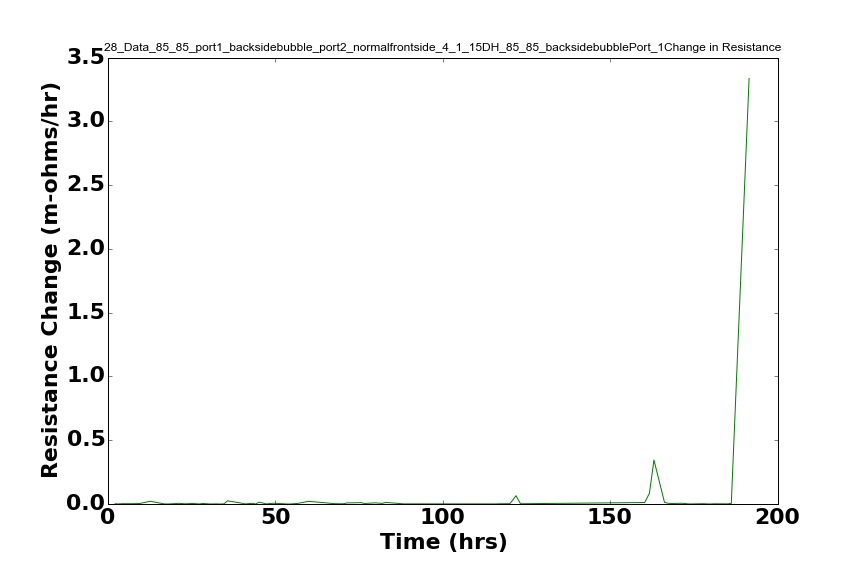 28_Data_85_85_port1_backsidebubble_port2_normalfrontside_4_1_15DH_85_85_backsidebubblePort_1Change in Resistance
3.5
3.0
2.5
2.0
1.5
1.0
0.5
0.0
Resistance Change (m-ohms/hr)
0 50 100 150 200
Time (hrs)